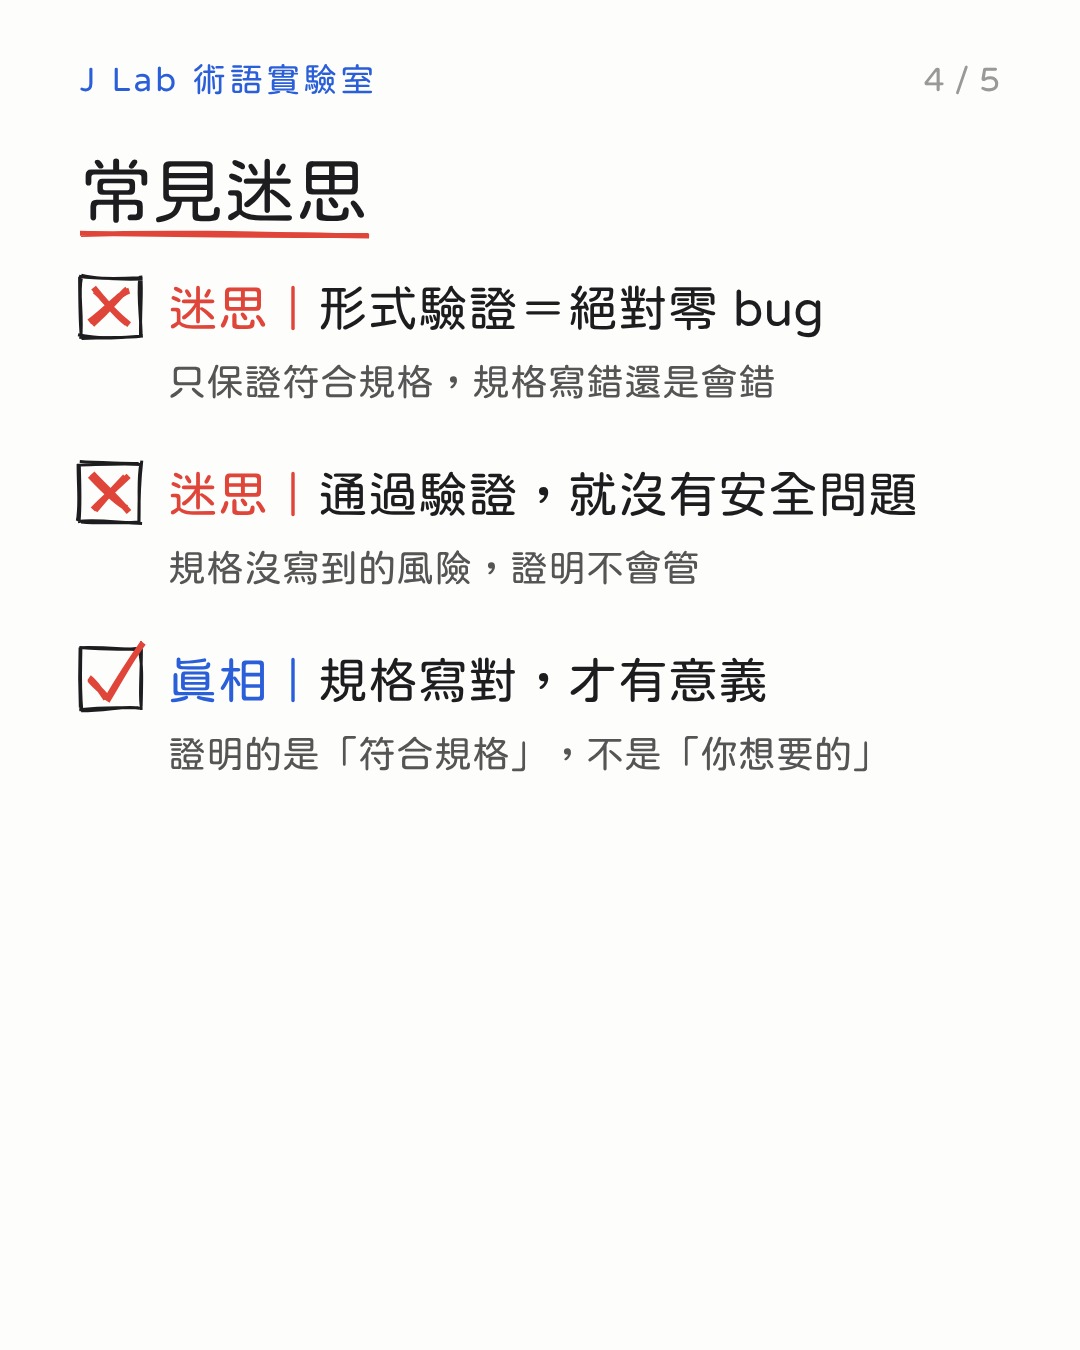 J Lab 術語實驗室
4 / 5
常見迷思
迷思｜形式驗證＝絕對零 bug
只保證符合規格，規格寫錯還是會錯
迷思｜通過驗證，就沒有安全問題
規格沒寫到的風險，證明不會管
真相｜規格寫對，才有意義
證明的是「符合規格」，不是「你想要的」